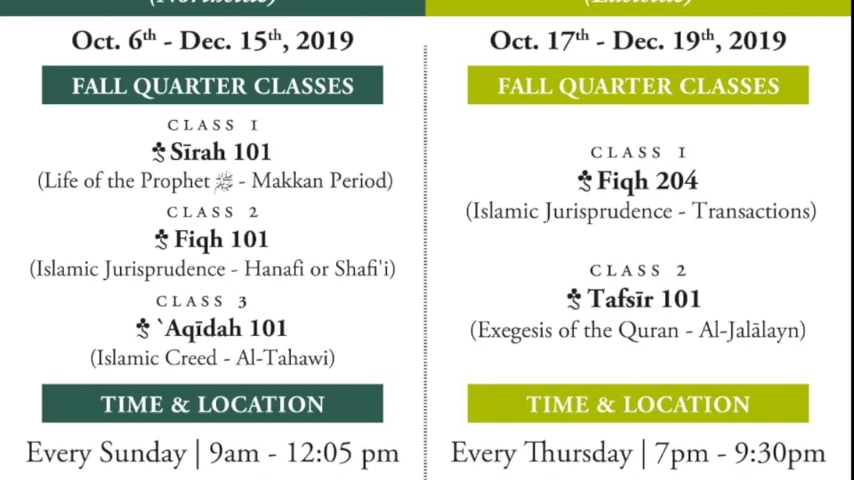 Oct. 6th - Dec. 15th, 2019
FALL QUARTER CLASSES
CLASS 1
Sīrah 101
(Life of the Prophet ﷺ - Makkan Period)
CLASS 2
Fiqh 101
(Islamic Jurisprudence - Hanafi or Shafi'i)
CLASS 3
`Aqīdah 101
(Islamic Creed - Al-Tahawi)
TIME & LOCATION
Every Sunday | 9am - 12:05 pm
Oct. 17th - Dec. 19th, 2019
FALL QUARTER CLASSES
CLASS 1
Fiqh 204
(Islamic Jurisprudence - Transactions)
CLASS 2
Tafsīr 101
(Exegesis of the Quran - Al-Jalālayn)
TIME & LOCATION
Every Thursday | 7pm - 9:30pm